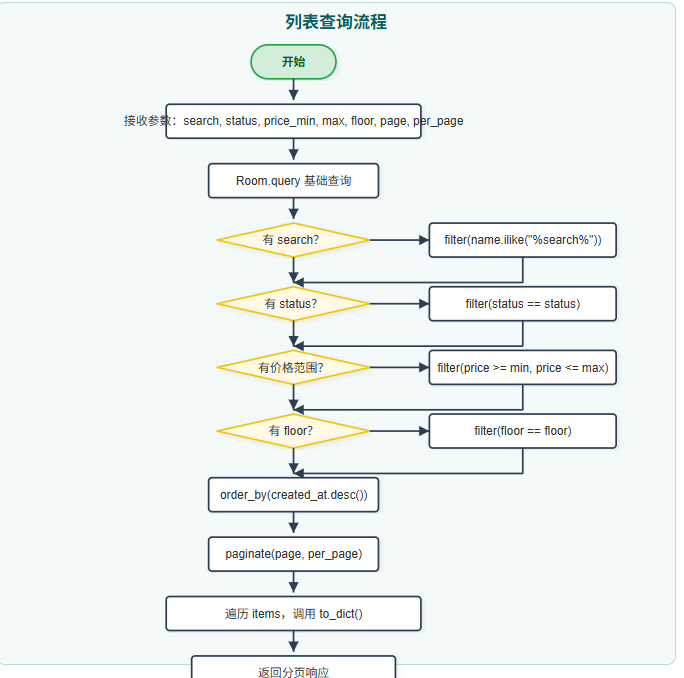 列表查询流程
开始
接收参数：search, status, price_min, max, floor, page, per_page
Room.query 基础查询
有 search?
filter(name.ilike("%search%"))
有 status?
filter(status == status)
有价格范围?
filter(price >= min, price <= max)
有 floor?
filter(floor == floor)
order_by(created_at.desc())
paginate(page, per_page)
遍历 items，调用 to_dict()
返回分页响应